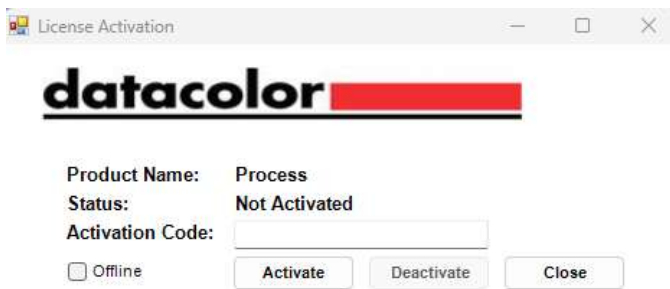 License Activation
datacolor
Product Name: Process
Status: Not Activated
Activation Code:
Offline Activate Deactivate Close